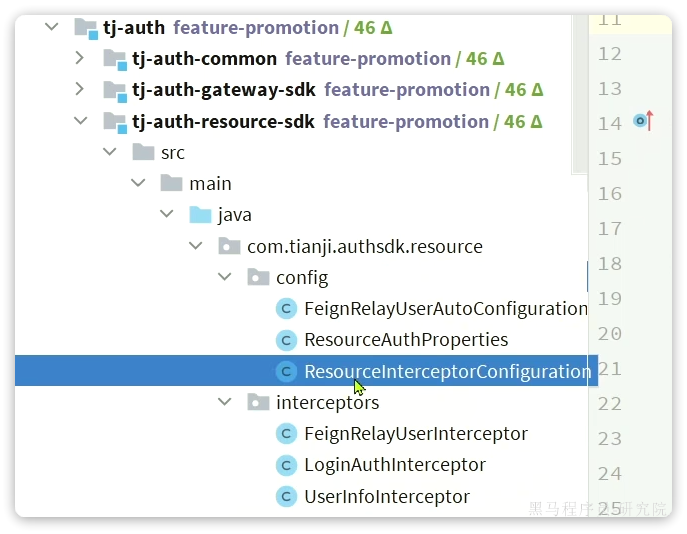 tj-auth feature-promotion / 46 Δ
tj-auth-common feature-promotion / 46 Δ
tj-auth-gateway-sdk feature-promotion / 46 Δ
tj-auth-resource-sdk feature-promotion / 46 Δ
src
main
java
com.tianji.authsdk.resource
config
FeignRelayUserAutoConfiguration
ResourceAuthProperties
ResourceInterceptorConfiguration
interceptors
FeignRelayUserInterceptor
LoginAuthInterceptor
UserInfoInterceptor
11
12
13
14
15
16
17
18
19
20
21
22
23
24
25
黑马程序员·研究院